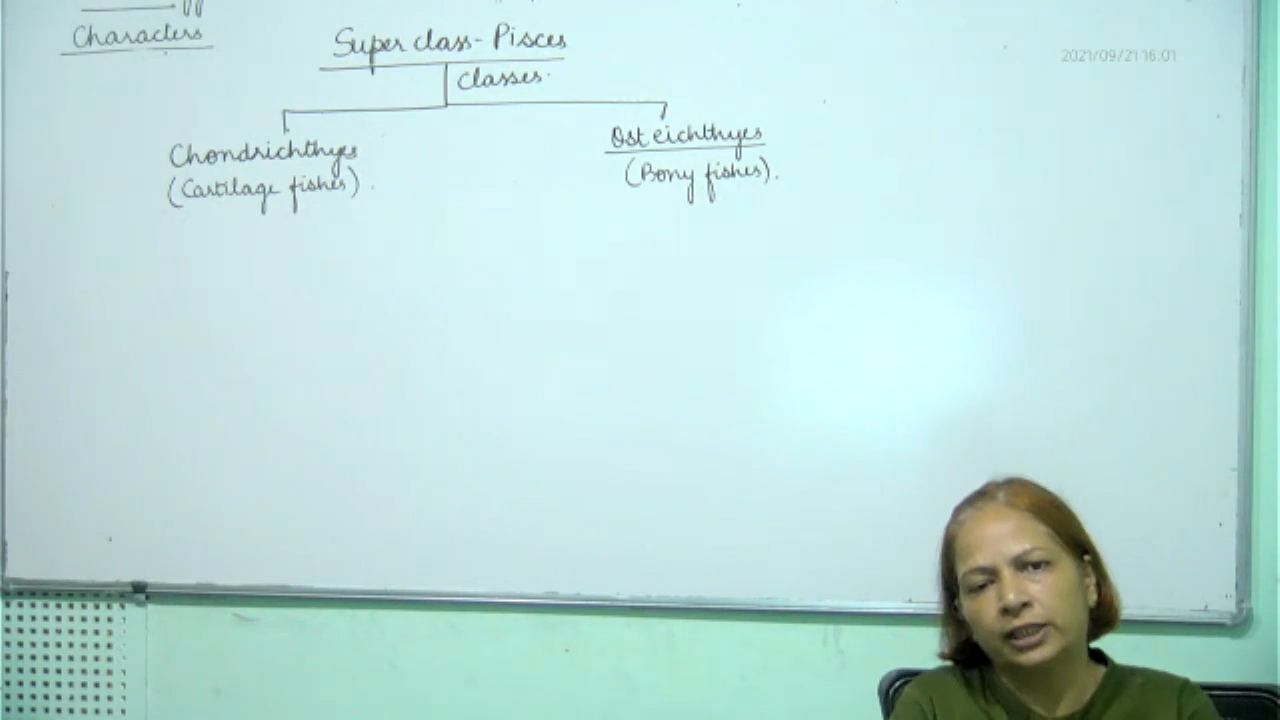 Characters
Super class - Pisces
classes.
2021/09/21 16:01
Chondrichthyes
(Cartilage fishes).
Osteichthyes
(Bony fishes).